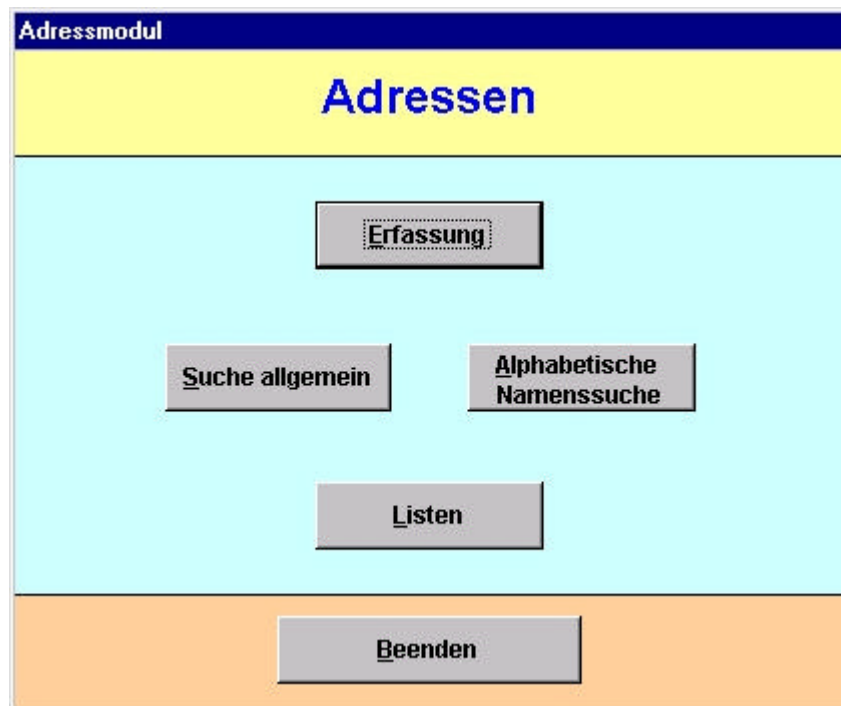 Adressmodul
Adressen
Erfassung
Suche allgemein
Alphabetische
Namenssuche
Listen
Beenden